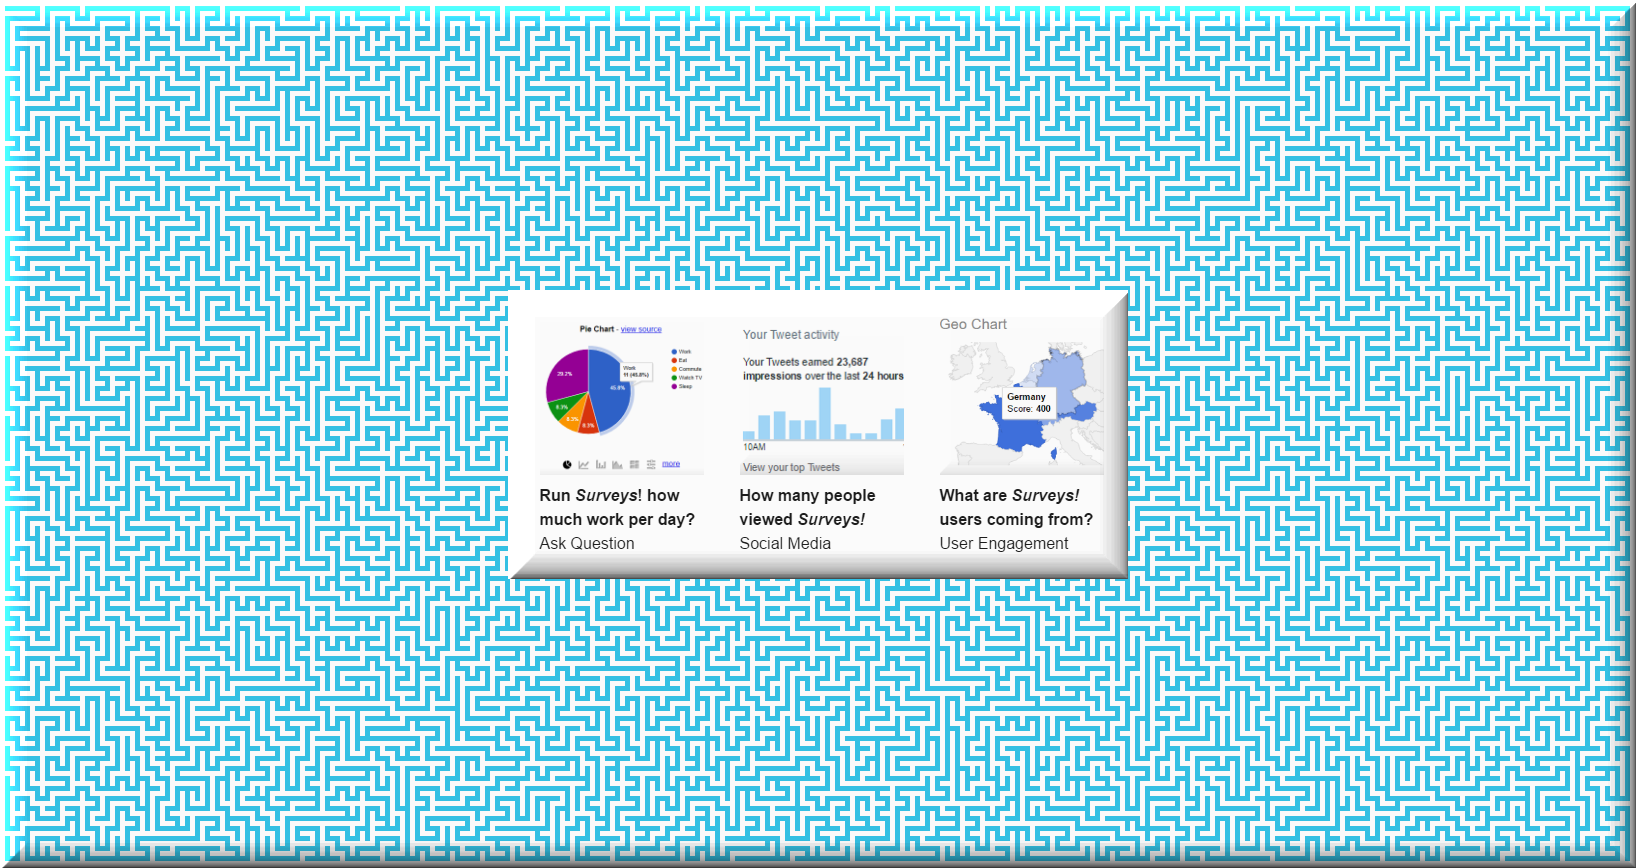 Pie Chart - view source
Work
Eat
Commute
Watch TV
Sleep
Work
11 (45.8%)
29.2%
45.8%
8.3%
8.3%
8.3%
more
Run Surveys! how
much work per day?
Ask Question
Your Tweet activity
Your Tweets earned 23,687
impressions over the last 24 hours
10AM
View your top Tweets
How many people
viewed Surveys!
Social Media
Geo Chart
Germany
Score: 400
What are Surveys!
users coming from?
User Engagement